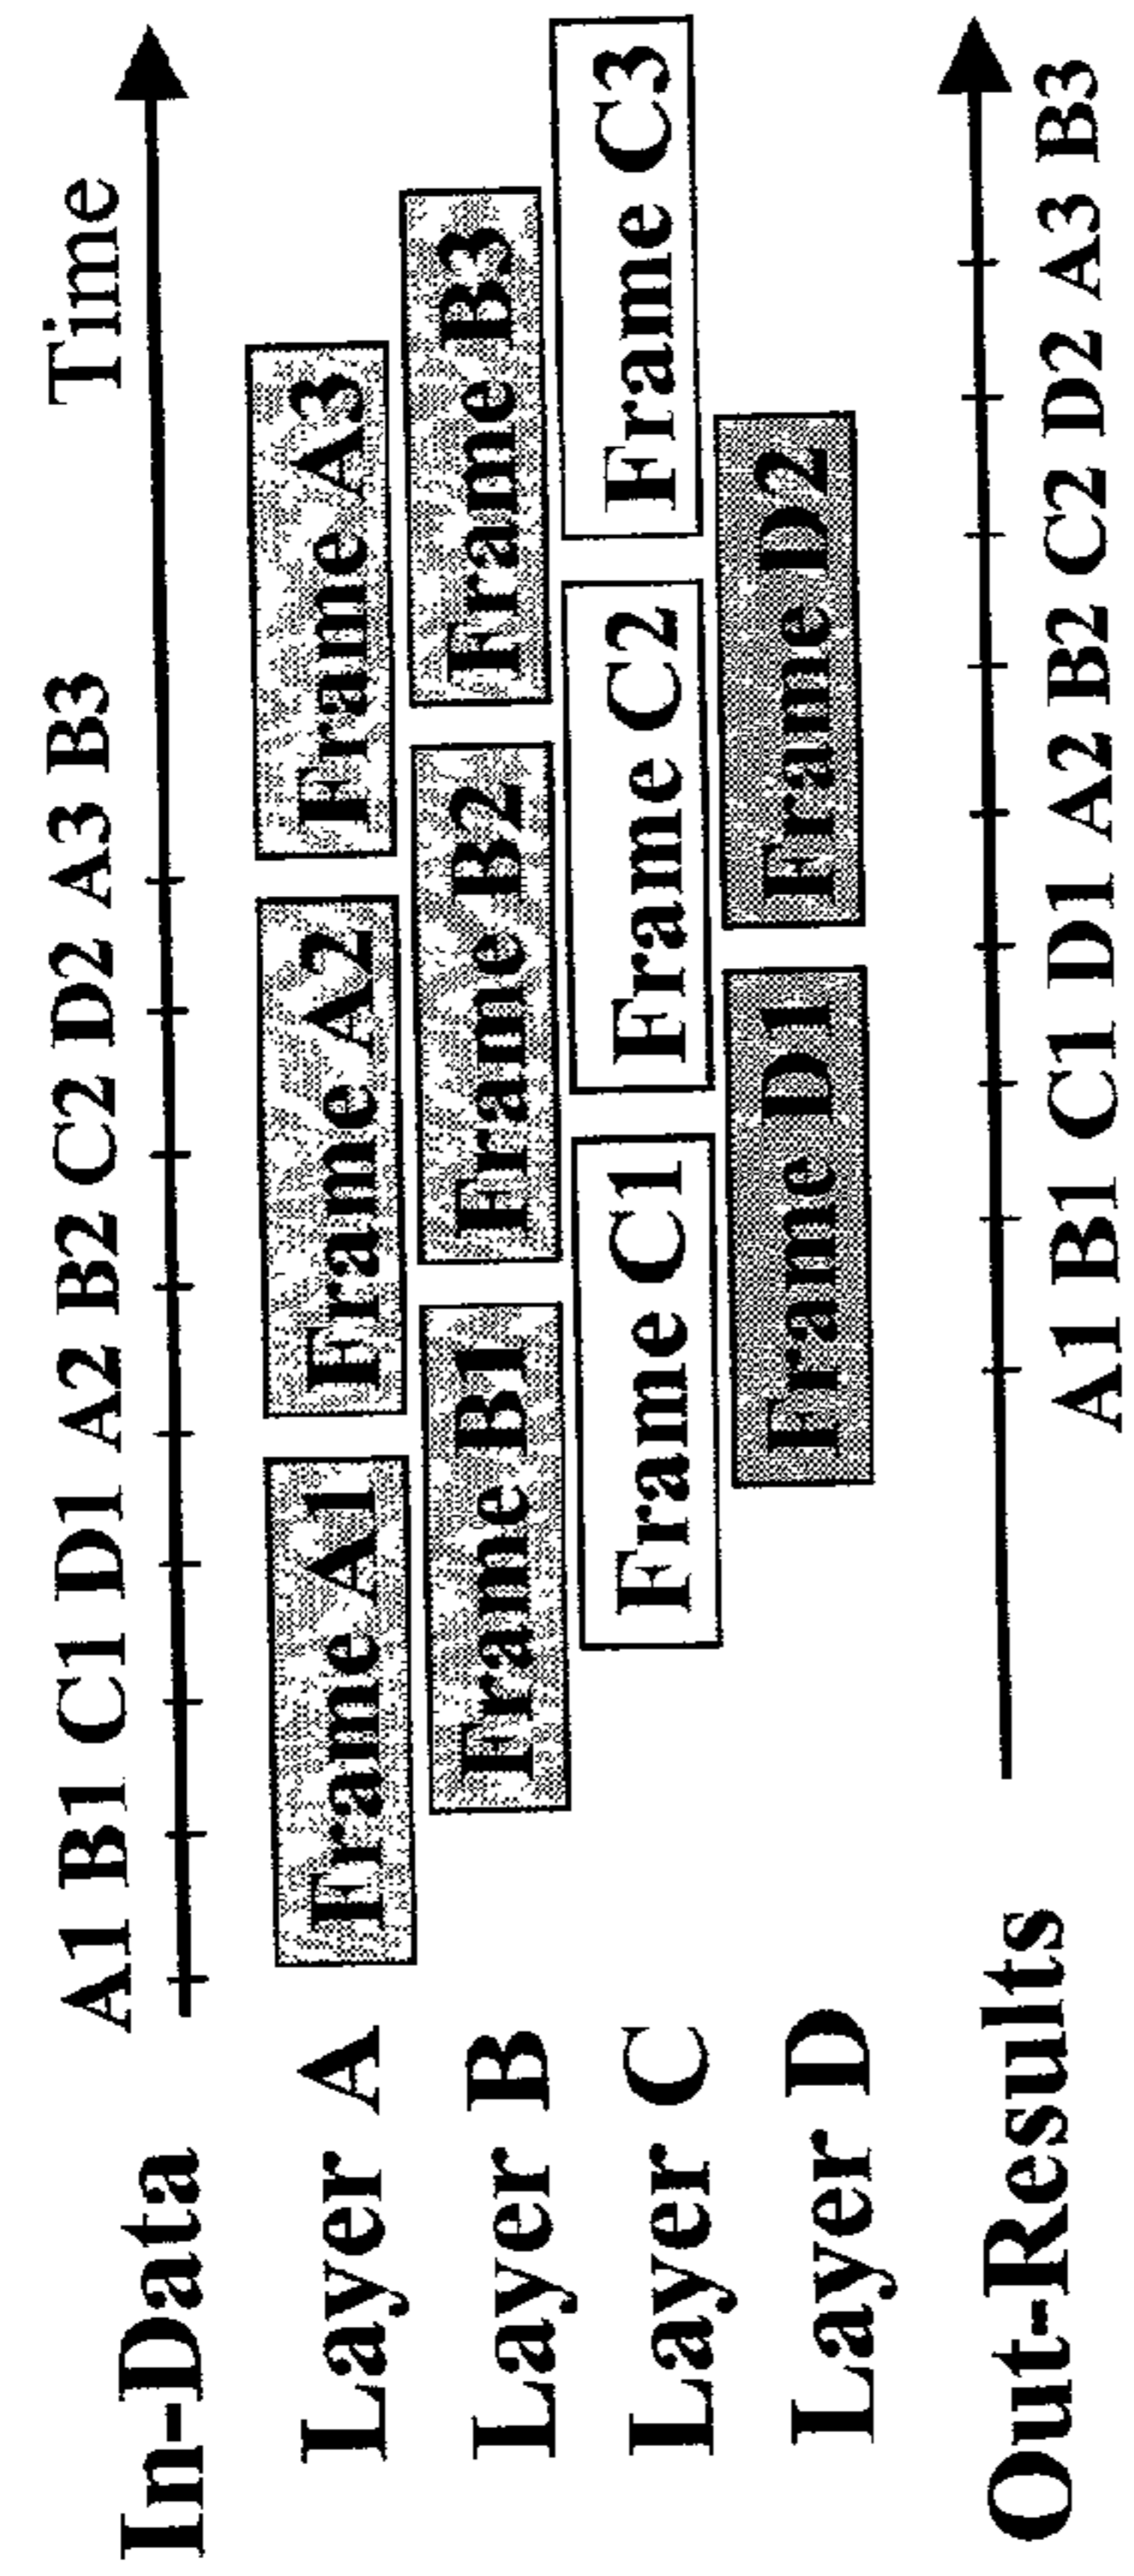 Time
In-Data A1 B1 C1 D1 A2 B2 C2 D2 A3 B3
Layer A Frame A1 Frame A2 Frame A3
Layer B Frame B1 Frame B2 Frame B3
Layer C Frame C1 Frame C2 Frame C3
Layer D Frame D1 Frame D2
Out-Results A1 B1 C1 D1 A2 B2 C2 D2 A3 B3